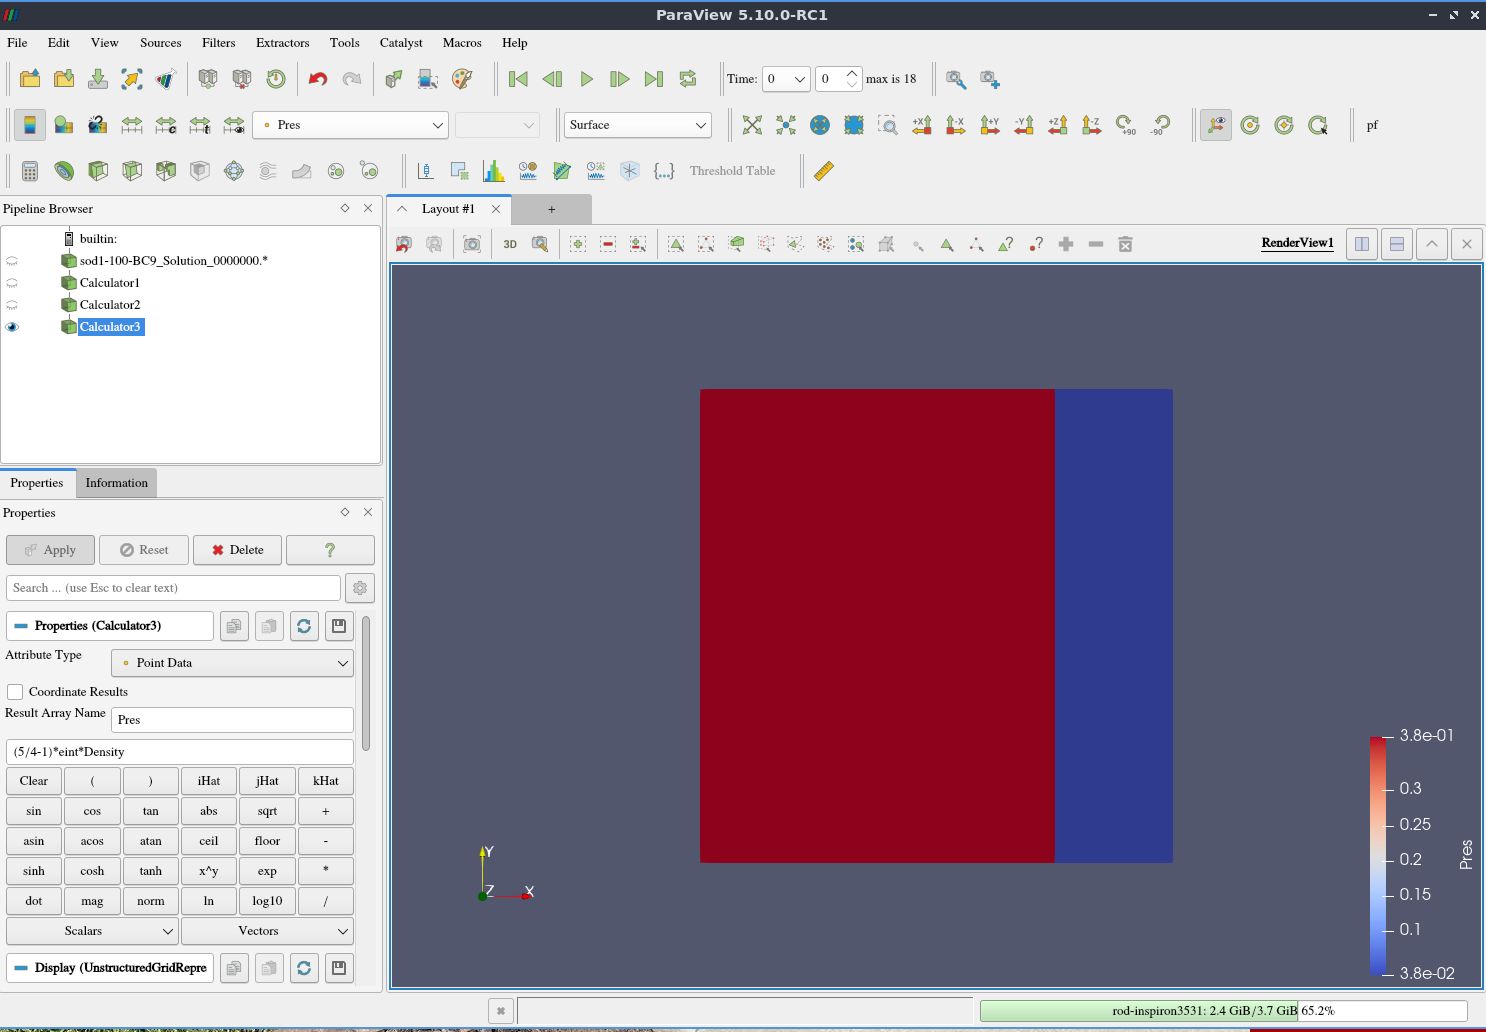 ParaView 5.10.0-RC1
File Edit View Sources Filters Extractors Tools Catalyst Macros Help
Time: 0 0 max is 18
Pres Surface +X -X +Y -Y +Z -Z +90 -90 pf
Threshold Table
Pipeline Browser
Layout #1 +
builtin:
3D RenderView1
sod1-100-BC9_Solution_0000000.*
Calculator1
Calculator2
Calculator3
Properties Information
Properties
Apply Reset Delete ?
Search ... (use Esc to clear text)
Properties (Calculator3)
Attribute Type Point Data
Coordinate Results
Result Array Name Pres
(5/4-1)*eint*Density
Clear ( ) iHat jHat kHat
sin cos tan abs sqrt +
asin acos atan ceil floor -
sinh cosh tanh x^y exp *
dot mag norm ln log10 /
Scalars Vectors
Display (UnstructuredGridRepre
Y
Z X
3.8e-01
0.3
0.25
0.2
0.15
0.1
3.8e-02
Pres
rod-inspiron3531: 2.4 GiB/3.7 GiB 65.2%